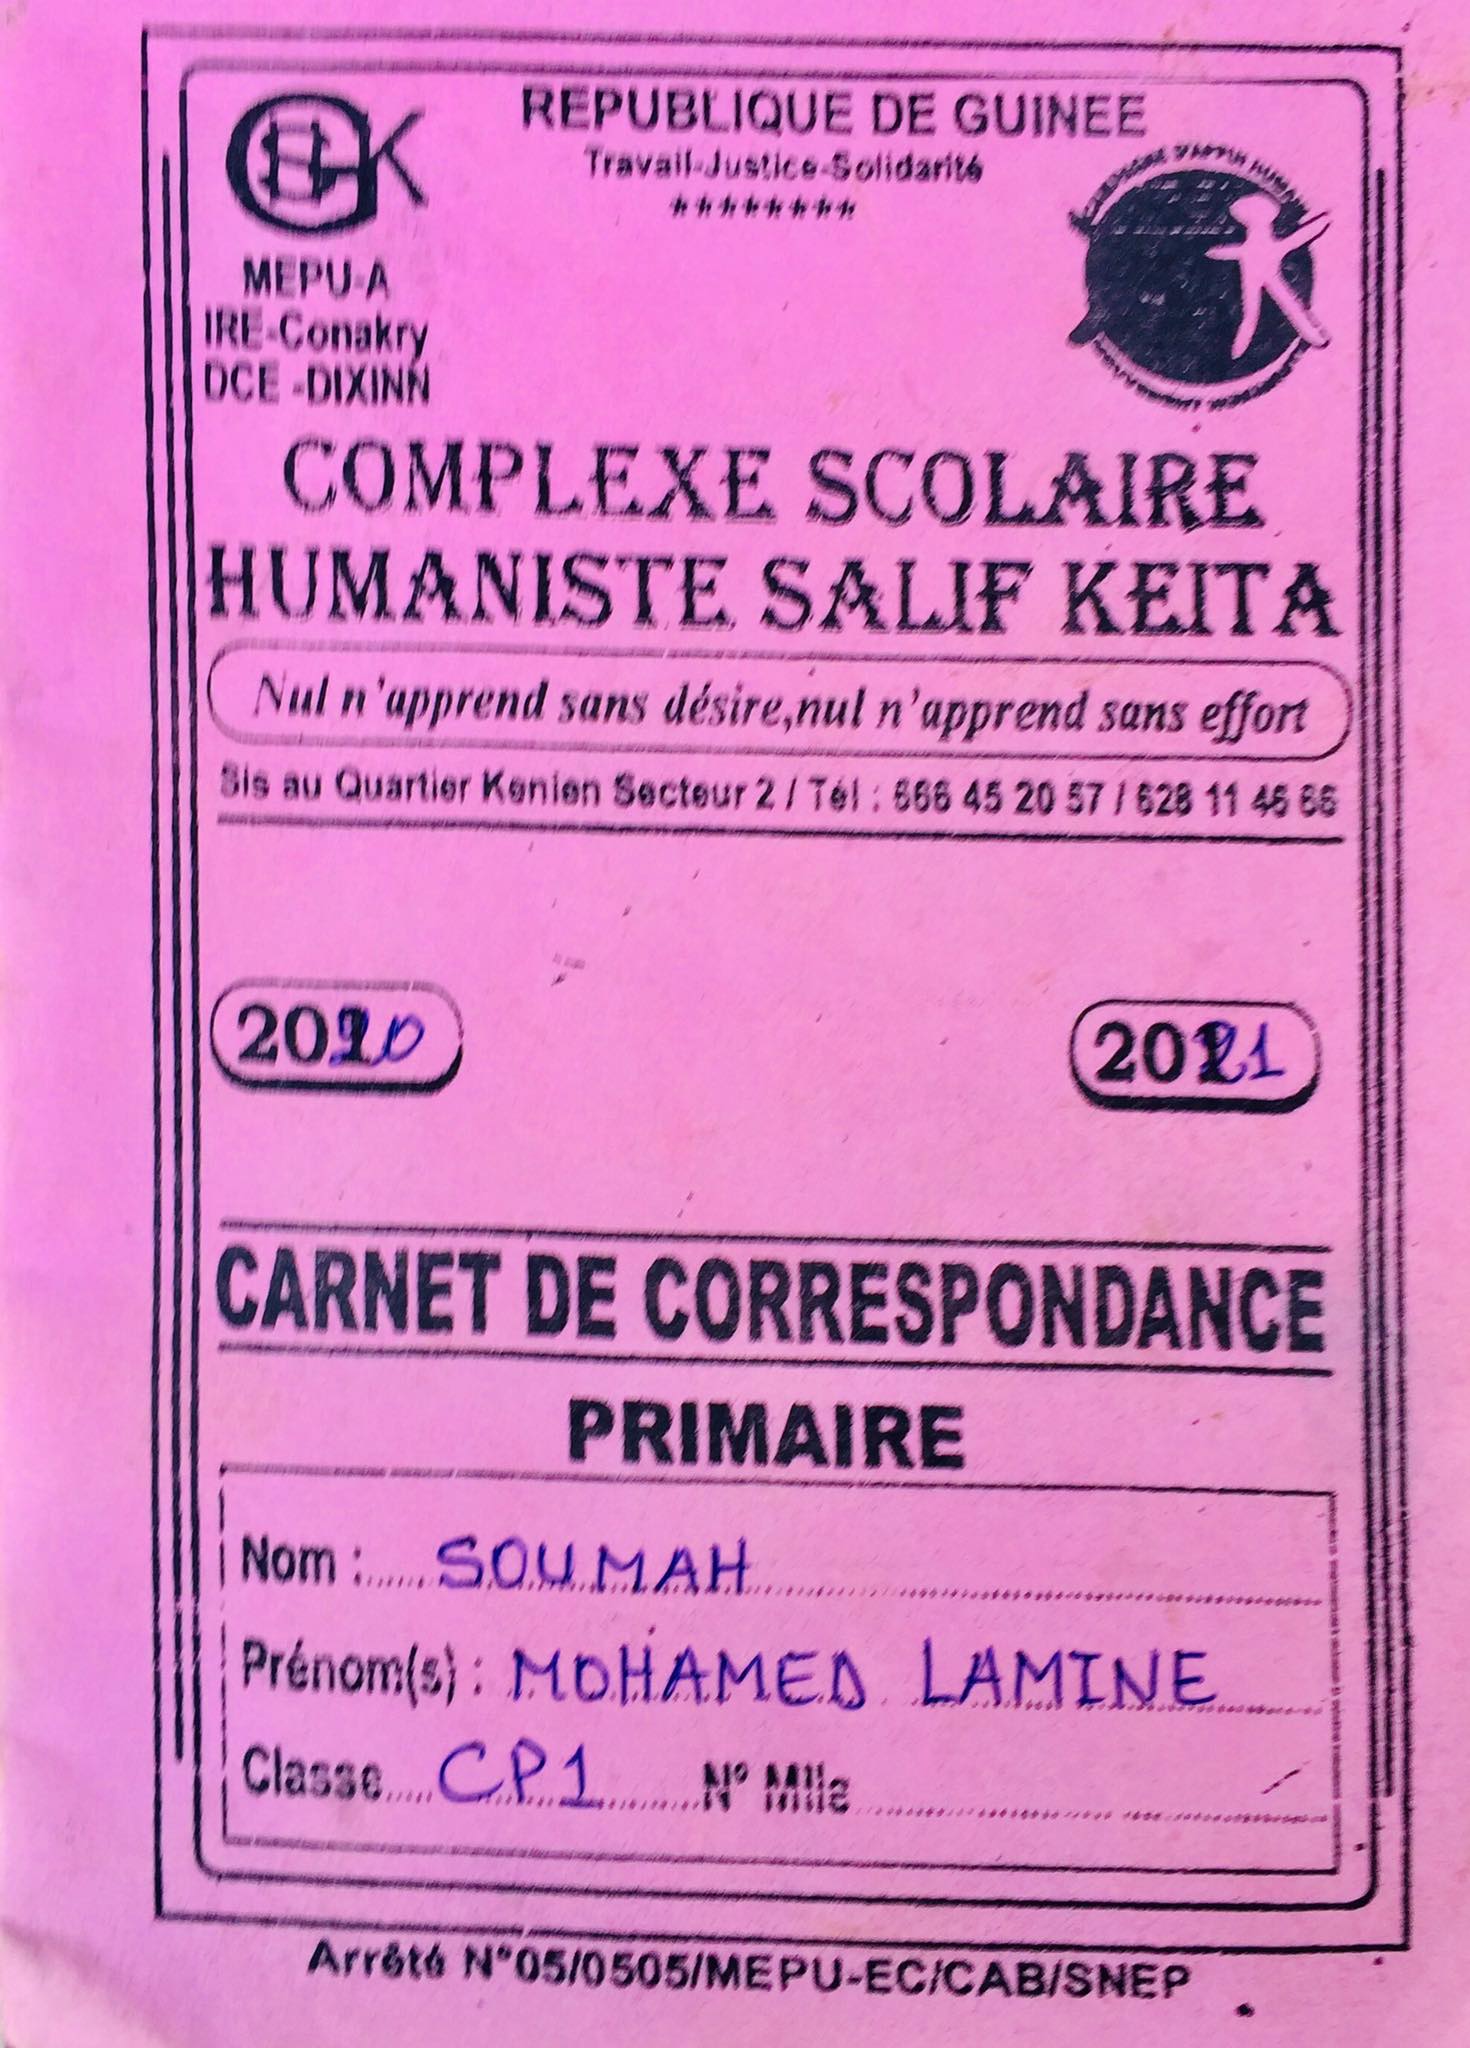 REPUBLIQUE DE GUINEE
Travail-Justice-Solidarité
********
MEPU-A
IRE-Conakry
DCE -DIXINN
COMPLEXE SCOLAIRE
HUMANISTE SALIF KEITA
Nul n'apprend sans désire,nul n'apprend sans effort
Sis au Quartier Kenien Secteur 2 / Tél : 666 45 20 57 / 628 11 46 66
2020
2021
CARNET DE CORRESPONDANCE
PRIMAIRE
Nom : SOUMAH
Prénom(s) : MOHAMED LAMINE
Classe CP1 N° Mlle
Arrêté N°05/0505/MEPU-EC/CAB/SNEP